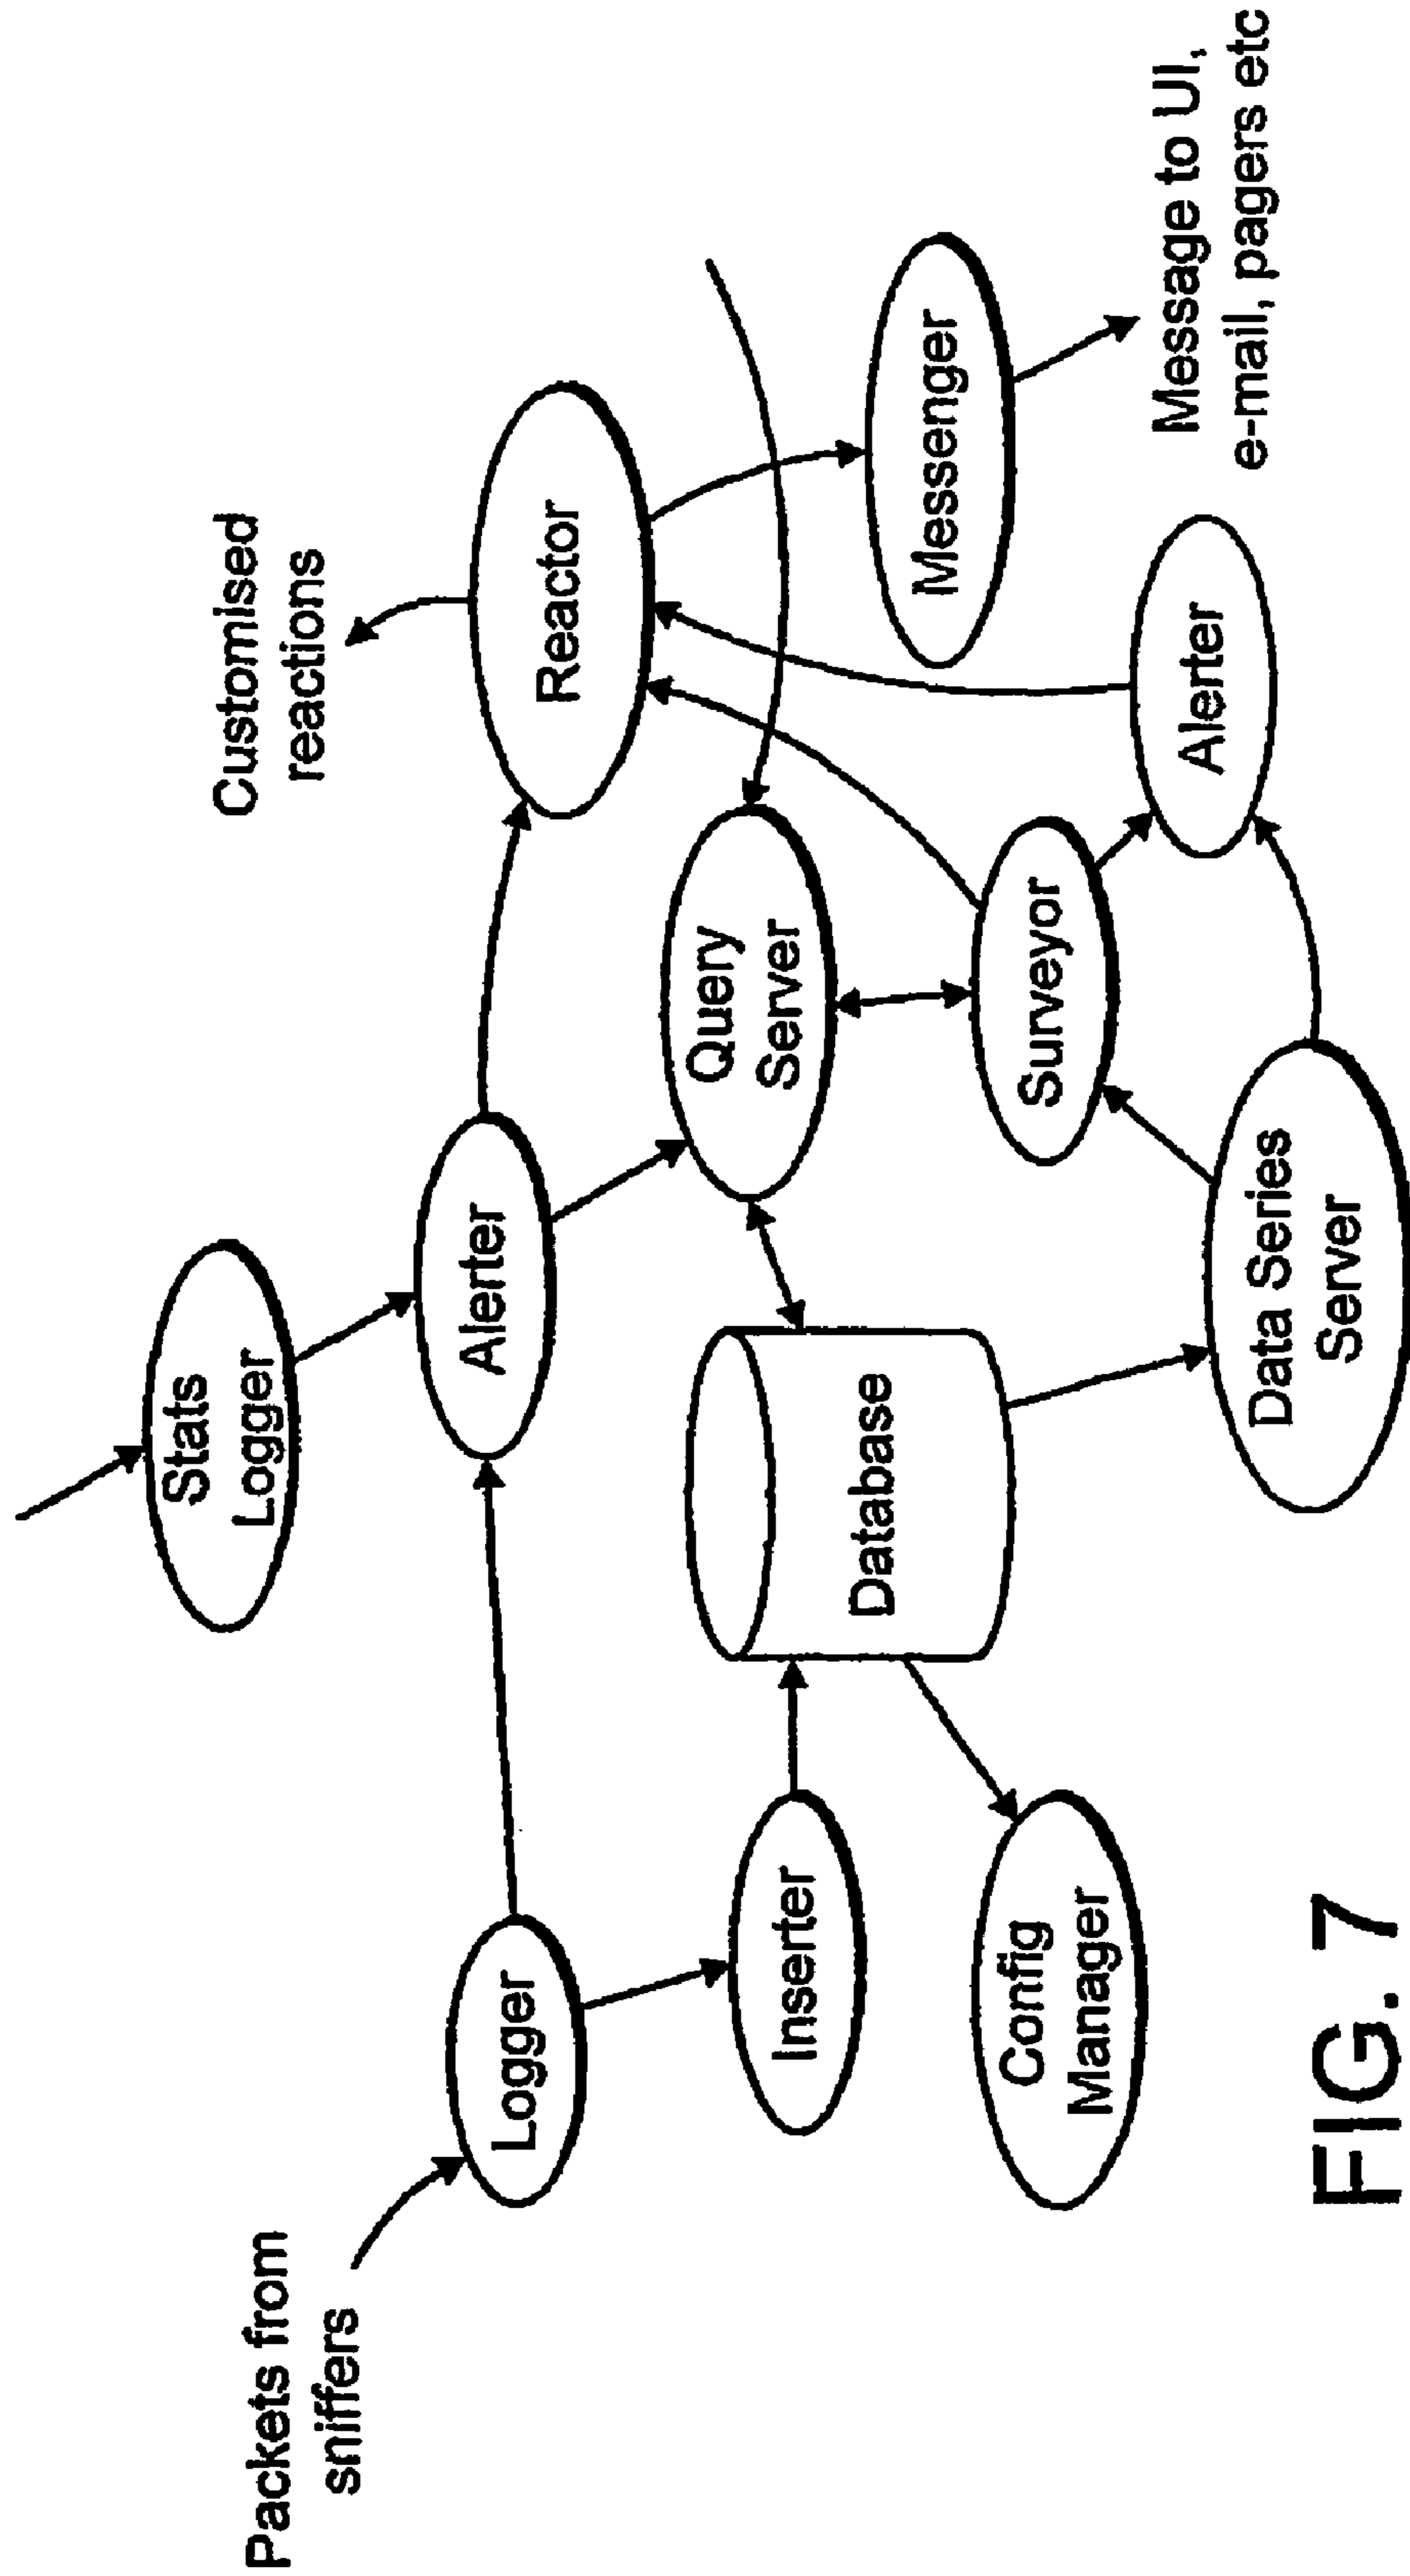 Packets from
sniffers
Stats
Logger
Customised
reactions
Logger
Alerter
Reactor
Inserter
Database
Query
Server
Config
Manager
Surveyor
Messenger
Data Series
Server
Alerter
Message to UI,
e-mail, pagers etc
FIG. 7